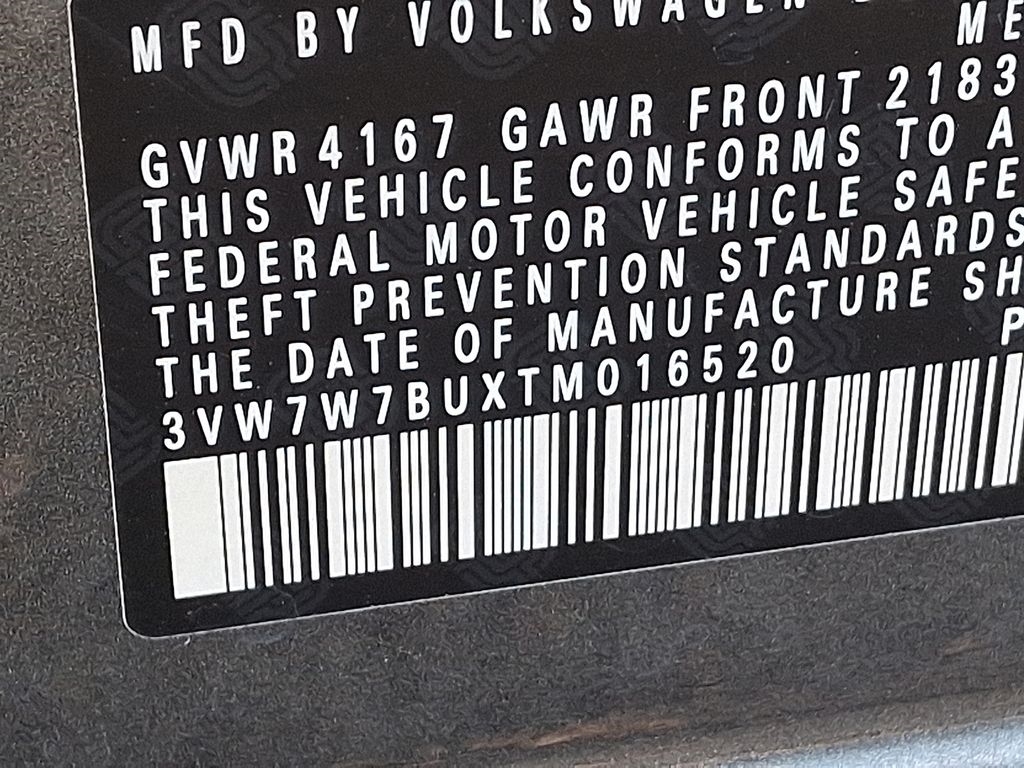 MFD BY VOLKSWAGEN
ME
GVWR 4167 GAWR FRONT 2183
THIS VEHICLE CONFORMS TO A
FEDERAL MOTOR VEHICLE SAFE
THEFT PREVENTION STANDARDS
THE DATE OF MANUFACTURE SH
3VW7W7BUXTM016520 P